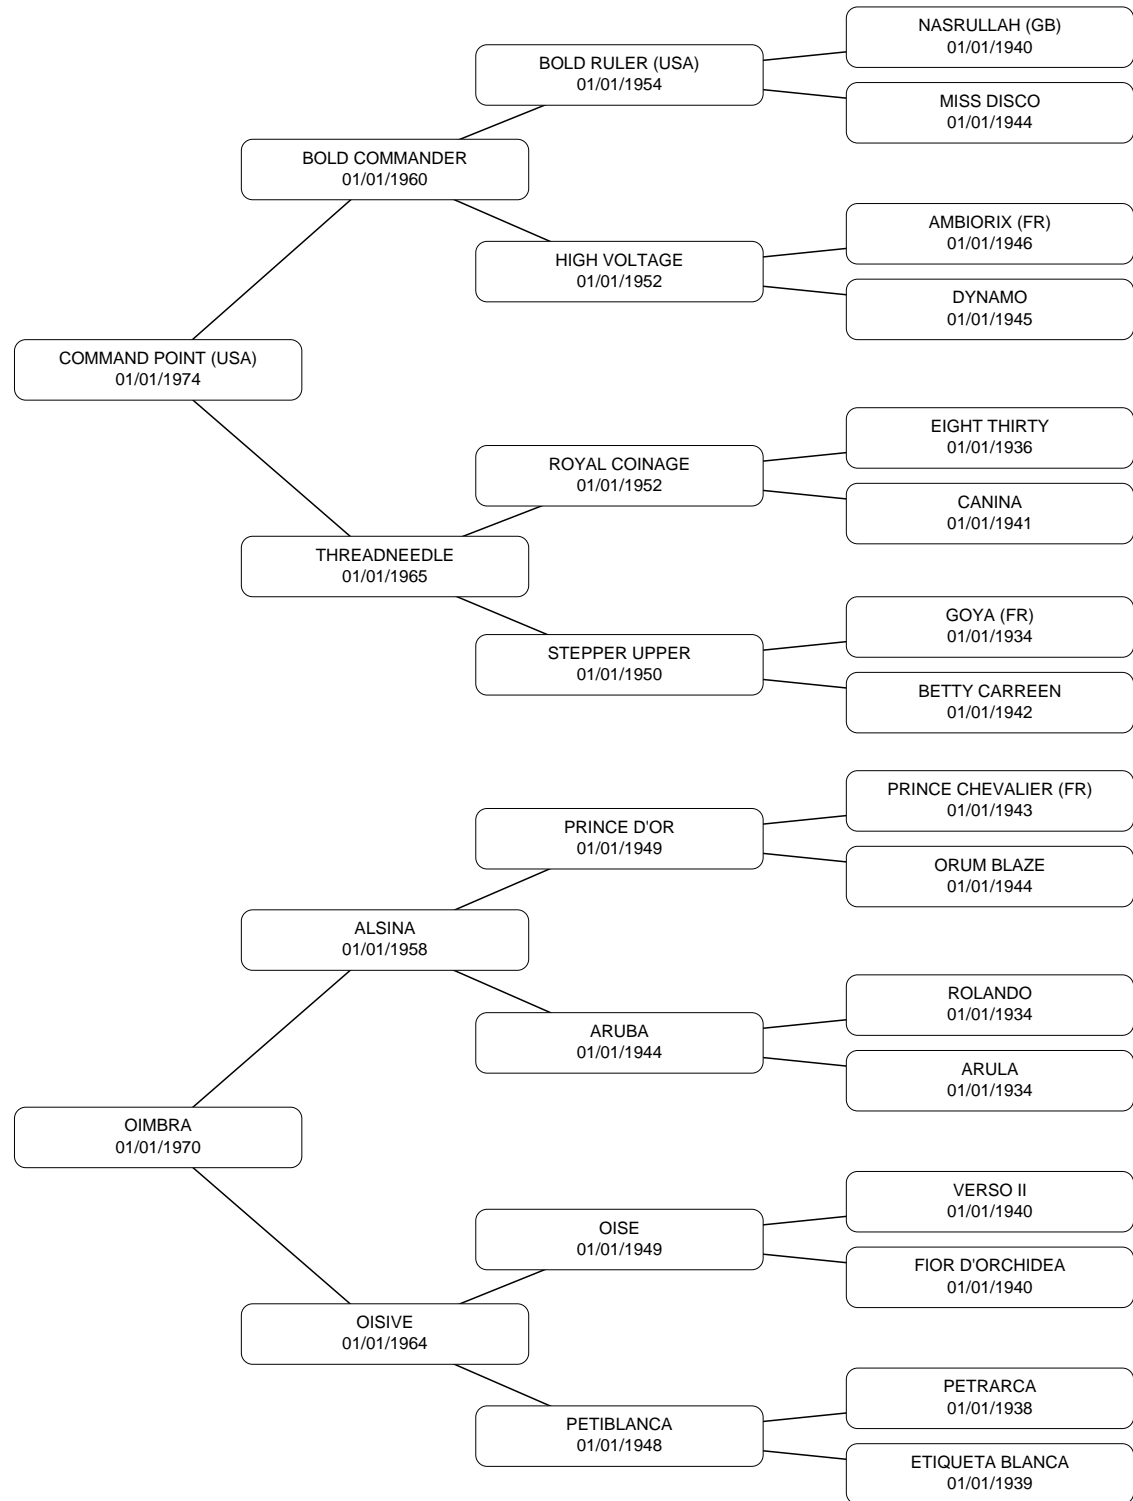 NASRULLAH (GB)
01/01/1940
BOLD RULER (USA)
01/01/1954
MISS DISCO
01/01/1944
BOLD COMMANDER
01/01/1960
AMBIORIX (FR)
01/01/1946
HIGH VOLTAGE
01/01/1952
DYNAMO
01/01/1945
COMMAND POINT (USA)
01/01/1974
EIGHT THIRTY
01/01/1936
ROYAL COINAGE
01/01/1952
CANINA
01/01/1941
THREADNEEDLE
01/01/1965
GOYA (FR)
01/01/1934
STEPPER UPPER
01/01/1950
BETTY CARREEN
01/01/1942
PRINCE CHEVALIER (FR)
01/01/1943
PRINCE D'OR
01/01/1949
ORUM BLAZE
01/01/1944
ALSINA
01/01/1958
ROLANDO
01/01/1934
ARUBA
01/01/1944
ARULA
01/01/1934
OIMBRA
01/01/1970
VERSO II
01/01/1940
OISE
01/01/1949
FIOR D'ORCHIDEA
01/01/1940
OISIVE
01/01/1964
PETRARCA
01/01/1938
PETIBLANCA
01/01/1948
ETIQUETA BLANCA
01/01/1939